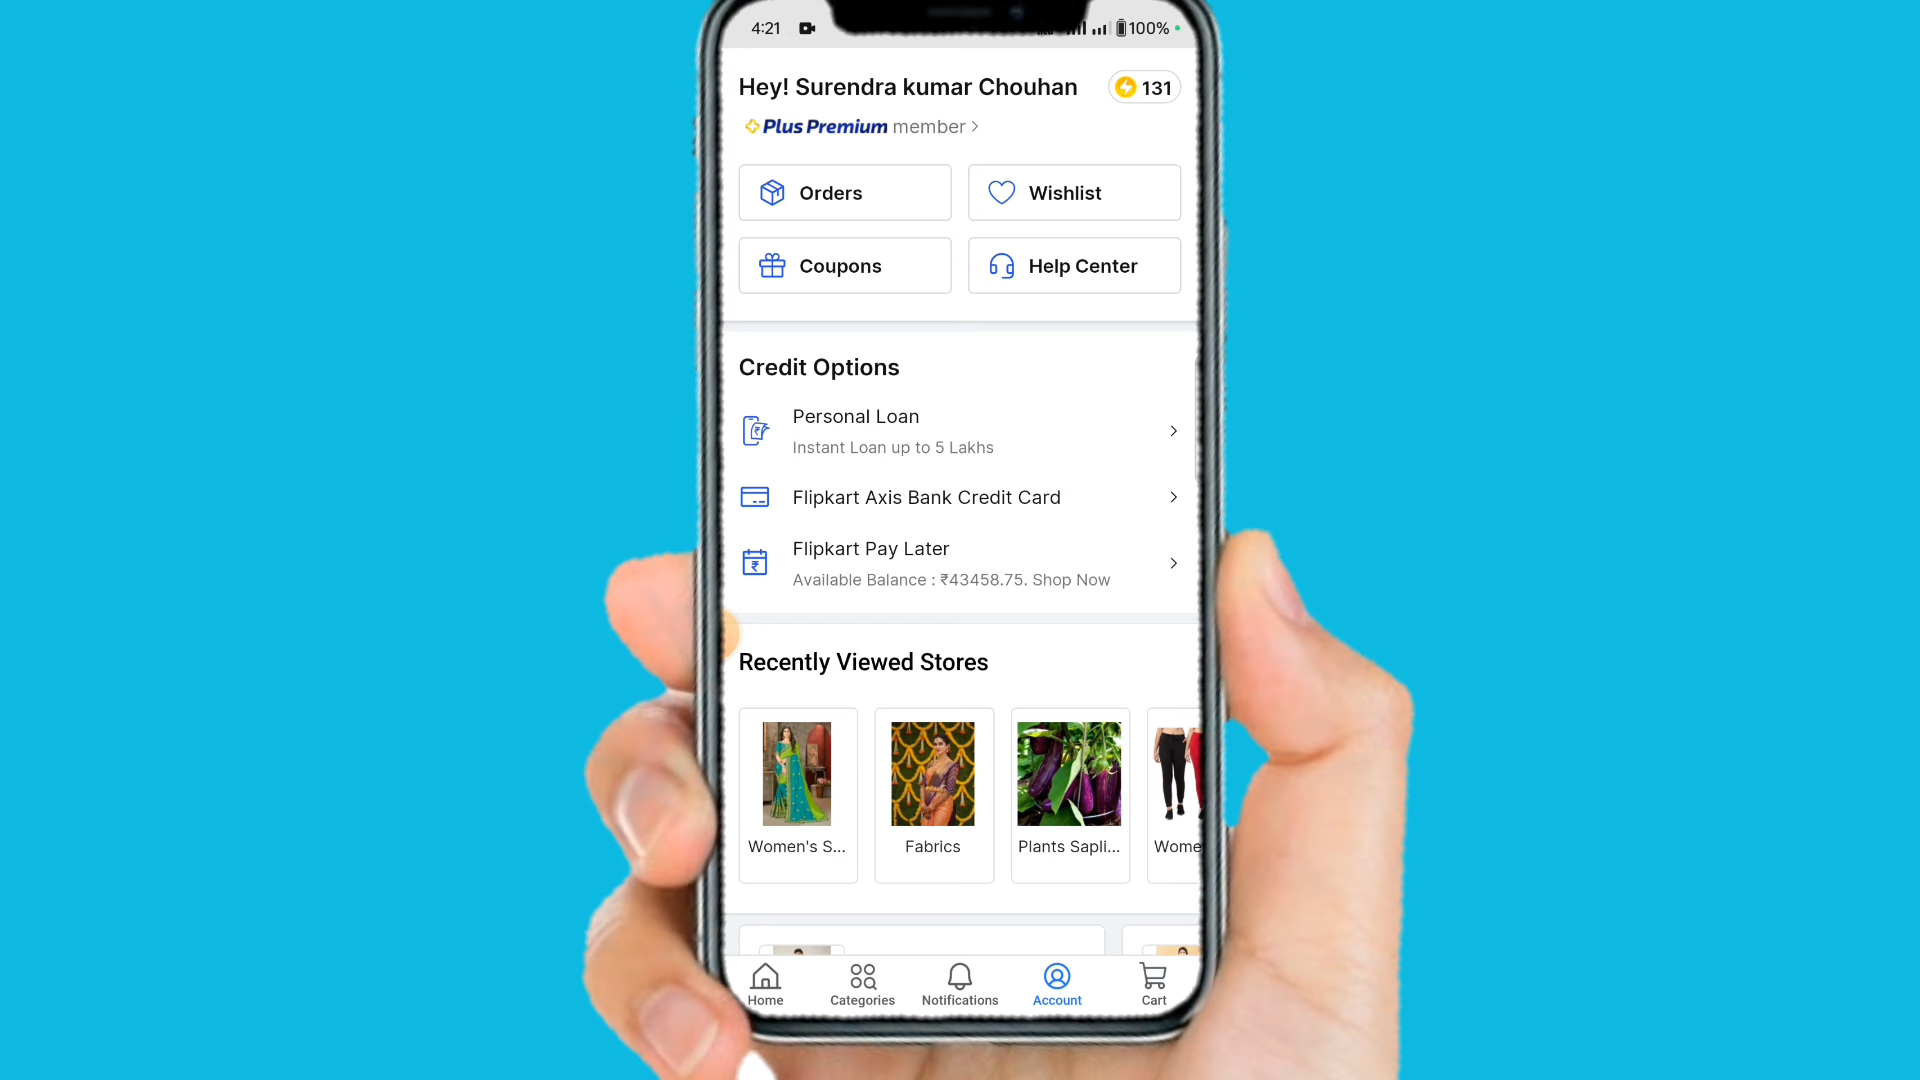 4:21
100%
Hey! Surendra kumar Chouhan
131
Plus Premium member
Orders
Wishlist
Coupons
Help Center
Credit Options
Personal Loan
Instant Loan up to 5 Lakhs
Flipkart Axis Bank Credit Card
Flipkart Pay Later
Available Balance : ₹43458.75. Shop Now
Recently Viewed Stores
Women's S...
Fabrics
Plants Sapli...
Wome
Home
Categories
Notifications
Account
Cart